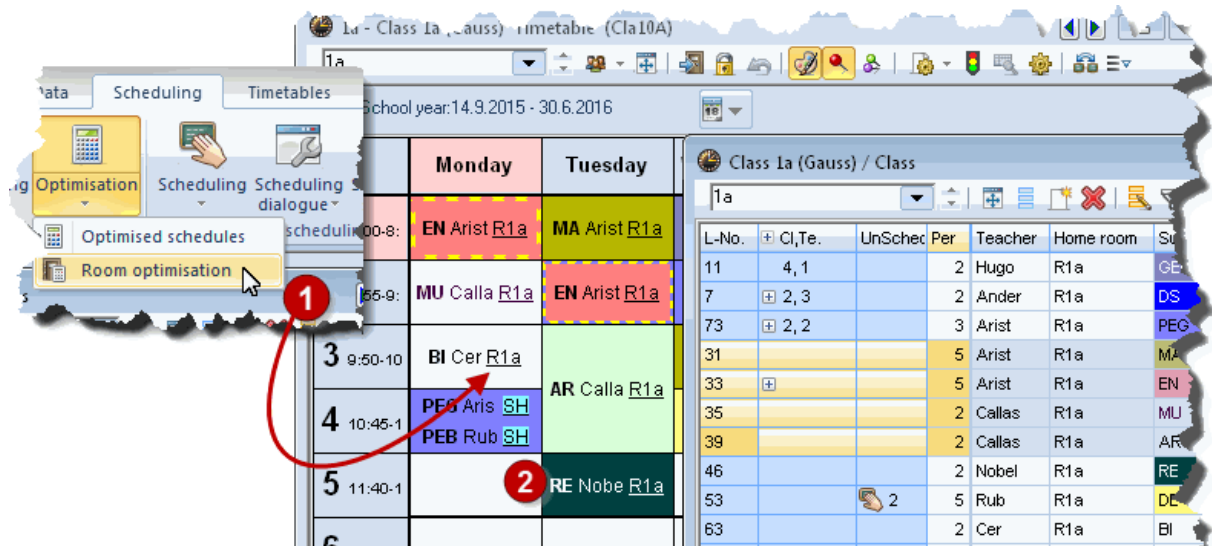 1a - Class 1a (Gauss) Timetable (Cla10A)
1a
School year:14.9.2015 - 30.6.2016
Scheduling Timetables
Optimisation Scheduling Scheduling
dialogue
Optimised schedules
Room optimisation
1
Monday Tuesday
EN Arist R1a MA Arist R1a
MU Calla R1a EN Arist R1a
3 9:50-10 BI Cer R1a
AR Calla R1a
4 10:45-1 PEG Aris SH
PEB Rub SH
5 11:40-1 2 RE Nobe R1a
6
Class 1a (Gauss) / Class
1a
L-No. Cl,Te. UnSchec Per Teacher Home room Su
11 4, 1 2 Hugo R1a GE
7 2, 3 2 Ander R1a DS
73 2, 2 3 Arist R1a PEG
31 5 Arist R1a MA
33 5 Arist R1a EN
35 2 Callas R1a MU
39 2 Callas R1a AR
46 2 Nobel R1a RE
53 2 5 Rub R1a DE
63 2 Cer R1a BI